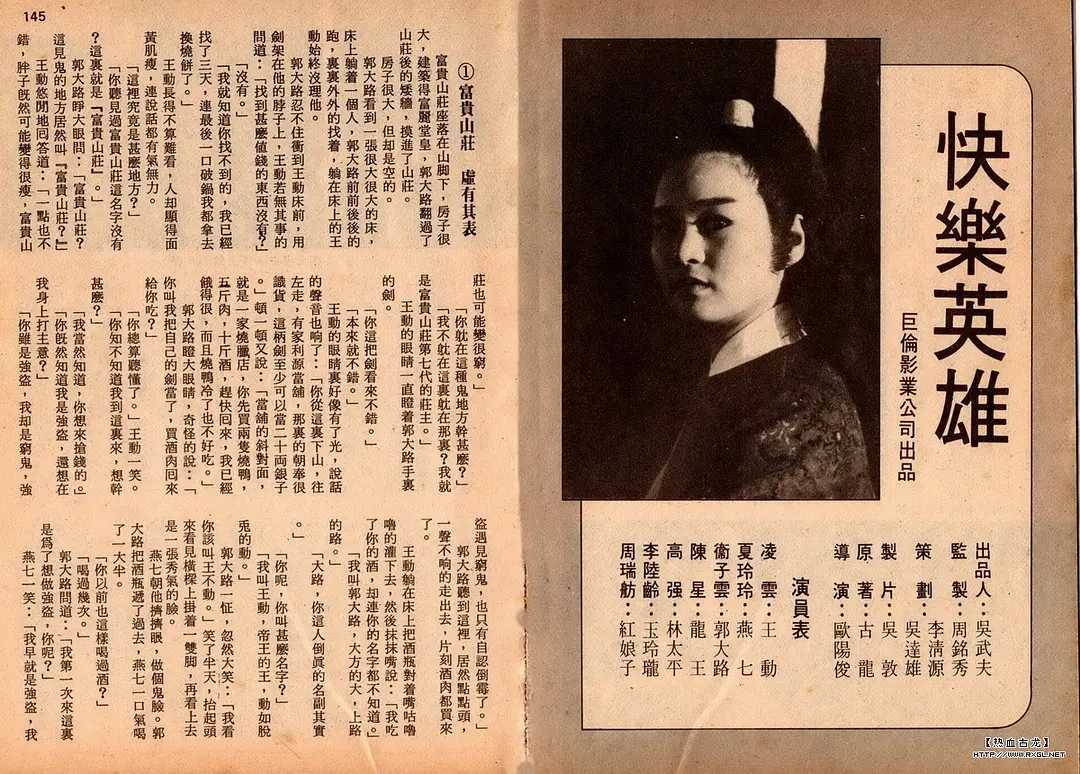 快樂英雄
巨倫影業公司出品
出品人：吳武夫
監製：周銘秀
策劃：李清源
吳達雄
製片：吳敦
原著：古龍
導演：歐陽俊
演員表
凌雲：王動
夏玲玲：燕七
衞子雲：郭大路
陳星：龍王
高强：林太平
李陸齡：玉玲瓏
周瑞舫：紅娘子
145
①富貴山莊　虛有其表
富貴山莊座落在山脚下，房子很
大，建築得富麗堂皇，郭大路翻過了
山莊後的矮牆，摸進了山莊。
房子很大，但却是空的。
郭大路看到一張很大很大的床，
床上躺着一個人，郭大路前前後後的
跑，裏裏外外的找着，躺在床上的王
動始終沒理他。
郭大路忍不住衝到王動床前，用
劍架在他的脖子上，王動若無其事的
問道：「找到甚麽值錢的東西沒有？」
「沒有。」
「我就知道你找不到的，我已經
找了三天，連最後一口破鍋我都拿去
換燒餅了。」
王動長得不算難看，人却顯得面
黃肌瘦，連說話都有氣無力。
「這裡究竟是甚麽地方？」
「你聽見過富貴山莊這名字沒有
？這裏就是『富貴山莊』。」
郭大路睜大眼問：「富貴山莊？
這見鬼的地方居然叫『富貴山莊？』」
王動悠閒地囘答道：「一點也不
錯，胖子旣然可能變得很瘦，富貴山
莊也可能變很窮。」
「你躭在這種鬼地方幹甚麽？」
「我不躭在這裏躭在那裏？我就
是富貴山莊第七代的莊主。」
王動的眼睛一直瞪着郭大路手裏
的劍。
「你這把劍看來不錯。」
「本來就不錯。」
王動的眼睛裏好像有了光，說話
的聲音也响了：「你從這裏下山，往
左走，有家利源當舖，那裏的朝奉很
識貨，這柄劍至少可以當二十両銀子
。」頓一頓又說：「當舖的斜對面，
就是一家燒臘店，你先買兩隻燒鴨，
五斤肉，十斤酒，趕快囘來，我已經
餓得很，而且燒鴨冷了也不好吃。」
郭大路瞪大眼睛，奇怪的說：「
你叫我把自己的劍當了，買酒肉囘來
給你吃？」
「你總算聽懂了。」王動一笑。
「你知不知道我到這裏來，想幹
甚麽？」
「我當然知道，你想來搶錢的。」
「你旣然知道我是強盜，還想在
我身上打主意？」
「你雖是強盜，我却是窮鬼，強
盜遇見窮鬼，也只有自認倒霉了。」
郭大路聽到這裡，居然點點頭，
一聲不响的走出去，片刻酒肉都買來
了。
王動躺在床上把酒瓶對着嘴咕嚕
嚕的灌下去，然後抹抹嘴說：「我吃
了你的酒，却連你的名字都不知道。」
「我叫郭大路，大方的大，上路
的路。」
「大路，你這人倒眞的名副其實
。」
「你呢，你叫甚麽名字？」
「我叫王動，帝王的王，動如脫
兎的動。」
郭大路一怔，忽然大笑：「我看
你該叫王不動。」笑了半天，抬起頭
來看見橫樑上掛着一雙脚，再看上去
是一張秀氣的臉。
燕七朝他擠擠眼，做個鬼臉。郭
大路把酒瓶遞了過去，燕七一口氣喝
了一大半。
「你以前也這樣喝過酒？」
「喝過幾次。」
郭大路問道：「我第一次來這裏
是爲了想做強盜，你呢？」
燕七一笑：「我早就是強盜，我
【热血古龙】
HTTP://WWW.RXGL.NET